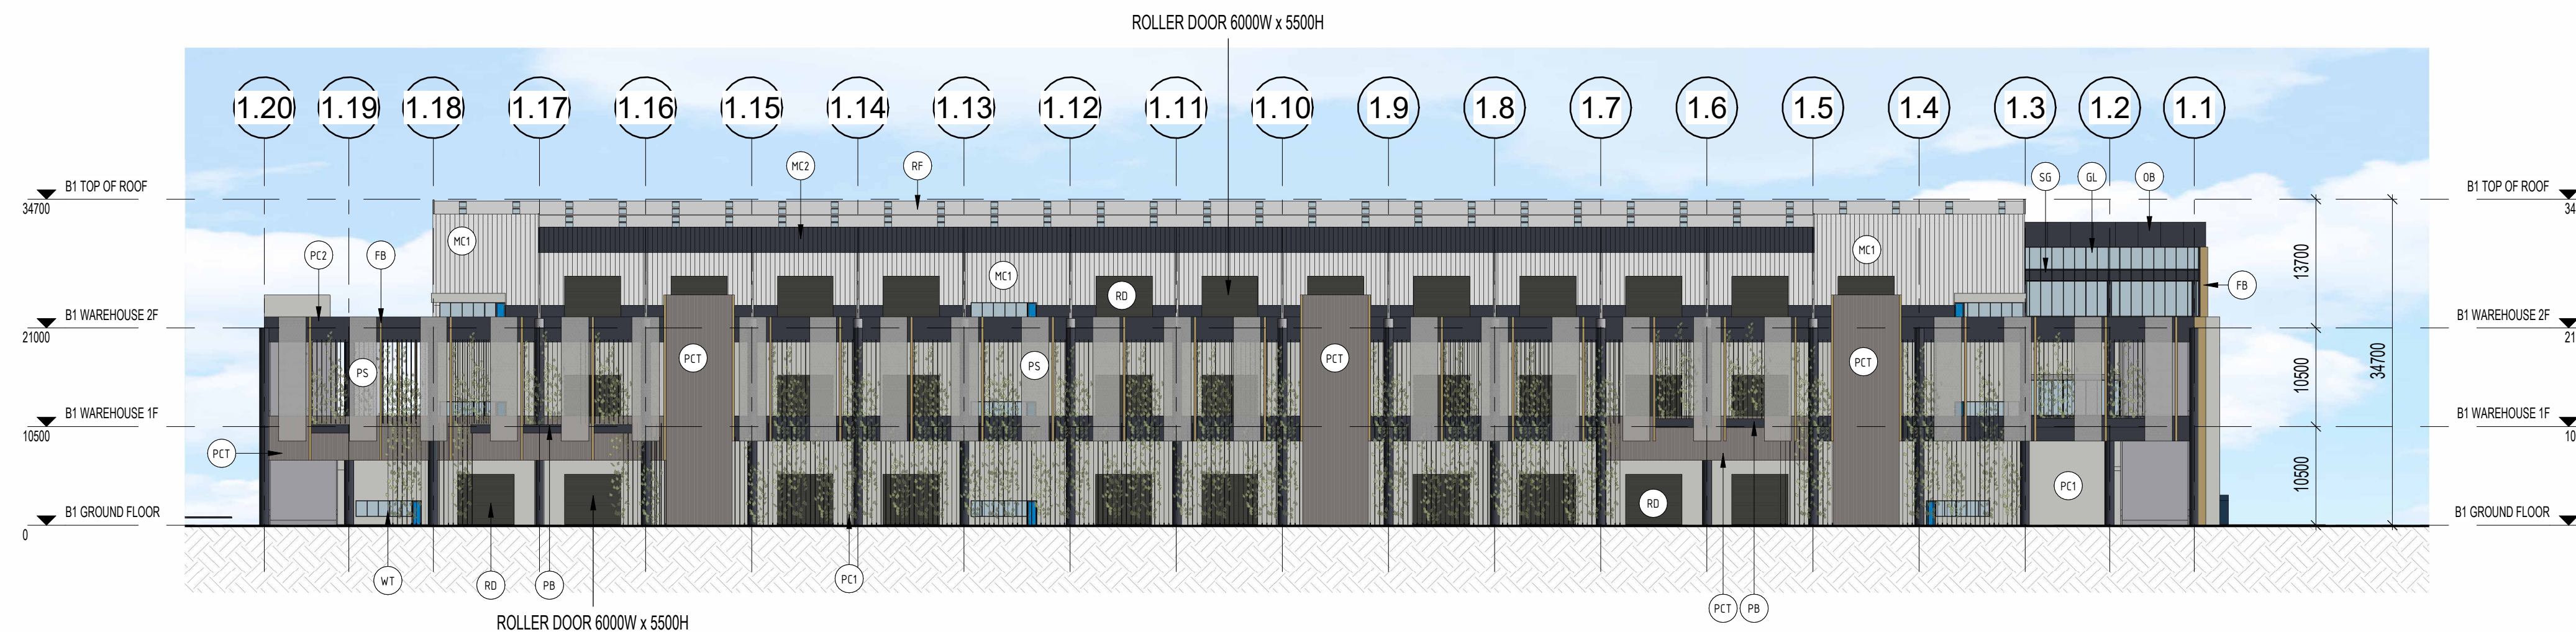 ROLLER DOOR 6000W x 5500H
1.20 1.19 1.18 1.17 1.16 1.15 1.14 1.13 1.12 1.11 1.10 1.9 1.8 1.7 1.6 1.5 1.4 1.3 1.2 1.1
MC2 RF SG GL OB
B1 TOP OF ROOF B1 TOP OF ROOF
34700 34
MC1 MC1
PC2 FB 13700
MC1 RD FB
B1 WAREHOUSE 2F B1 WAREHOUSE 2F
21000 21
PCT PCT PCT 34700
PS PS 10500
B1 WAREHOUSE 1F B1 WAREHOUSE 1F
10500 10
PCT
PC1 10500
RD
B1 GROUND FLOOR B1 GROUND FLOOR
0
WT RD PB PC1
PCT PB
ROLLER DOOR 6000W x 5500H